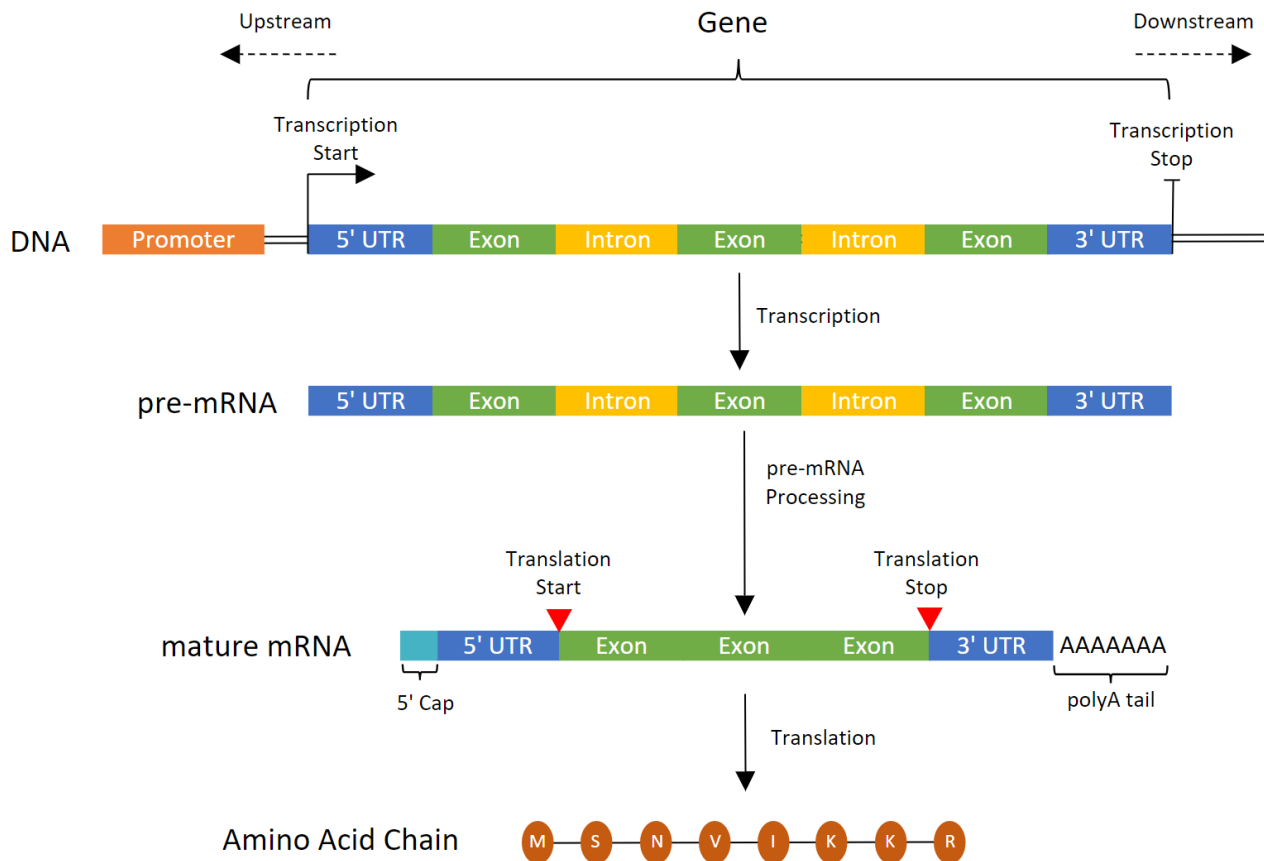 Upstream
Gene
Downstream
Transcription
Start
Transcription
Stop
DNA
Promoter
5' UTR
Exon
Intron
Exon
Intron
Exon
3' UTR
Transcription
pre-mRNA
5' UTR
Exon
Intron
Exon
Intron
Exon
3' UTR
pre-mRNA
Processing
Translation
Start
Translation
Stop
mature mRNA
5' UTR
Exon
Exon
Exon
3' UTR
AAAAAAA
5' Cap
polyA tail
Translation
Amino Acid Chain
M
S
N
V
I
K
K
R